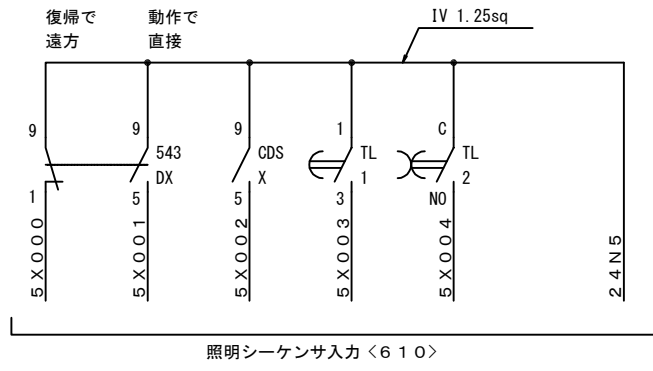 復帰で 動作で IV 1.25sq
遠方 直接
9 9 9 1 C
543 CDS TL TL
DX X 1 2
1 5 5 3 NO
5X000 5X001 5X002 5X003 5X004 24N5
照明シーケンサ入力<610>